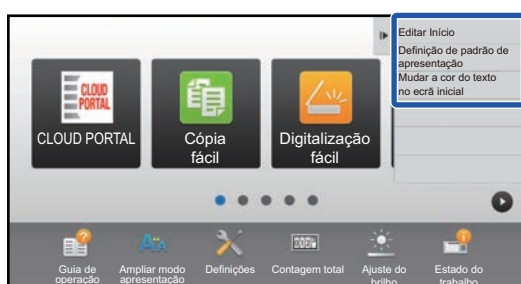 Editar Início
Definição de padrão de
apresentação
Mudar a cor do texto
no ecrã inicial
CLOUD
PORTAL
CLOUD PORTAL
Cópia
fácil
Digitalização
fácil
Guia de
operação
Ampliar modo
apresentação
Definições
Contagem total
Ajuste do
brilho
Estado do
trabalho